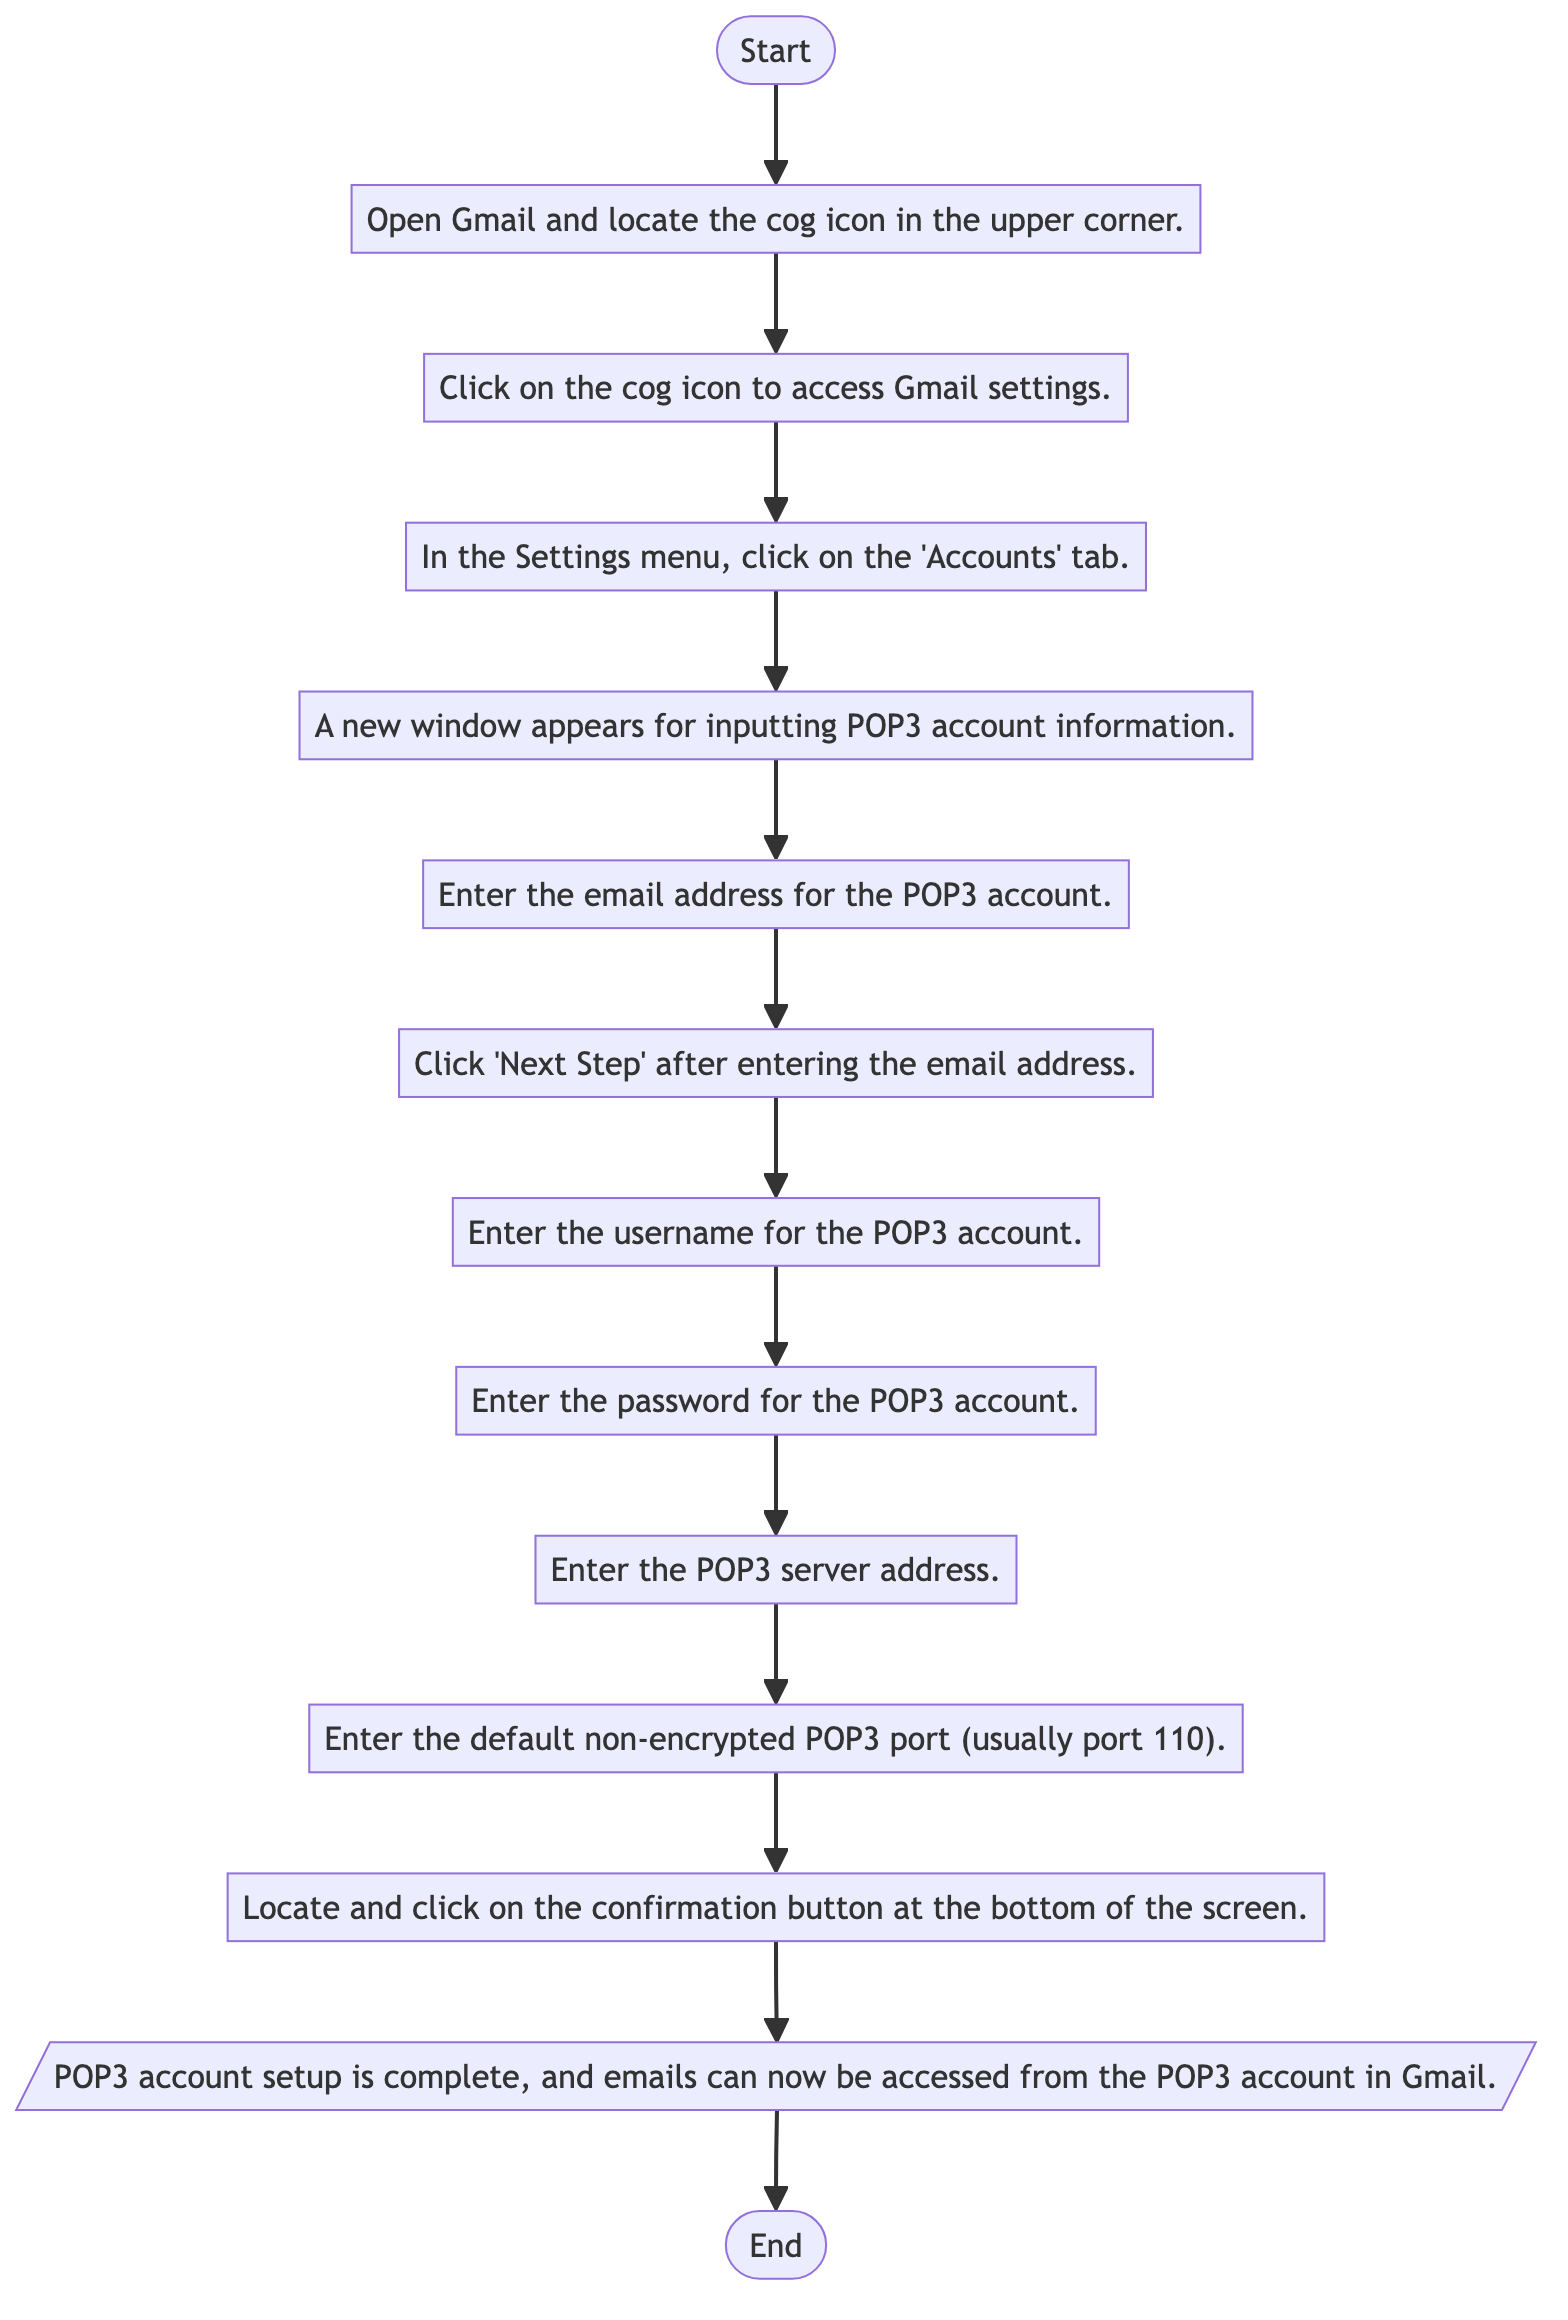 Start
Open Gmail and locate the cog icon in the upper corner.
Click on the cog icon to access Gmail settings.
In the Settings menu, click on the 'Accounts' tab.
A new window appears for inputting POP3 account information.
Enter the email address for the POP3 account.
Click 'Next Step' after entering the email address.
Enter the username for the POP3 account.
Enter the password for the POP3 account.
Enter the POP3 server address.
Enter the default non-encrypted POP3 port (usually port 110).
Locate and click on the confirmation button at the bottom of the screen.
POP3 account setup is complete, and emails can now be accessed from the POP3 account in Gmail.
End